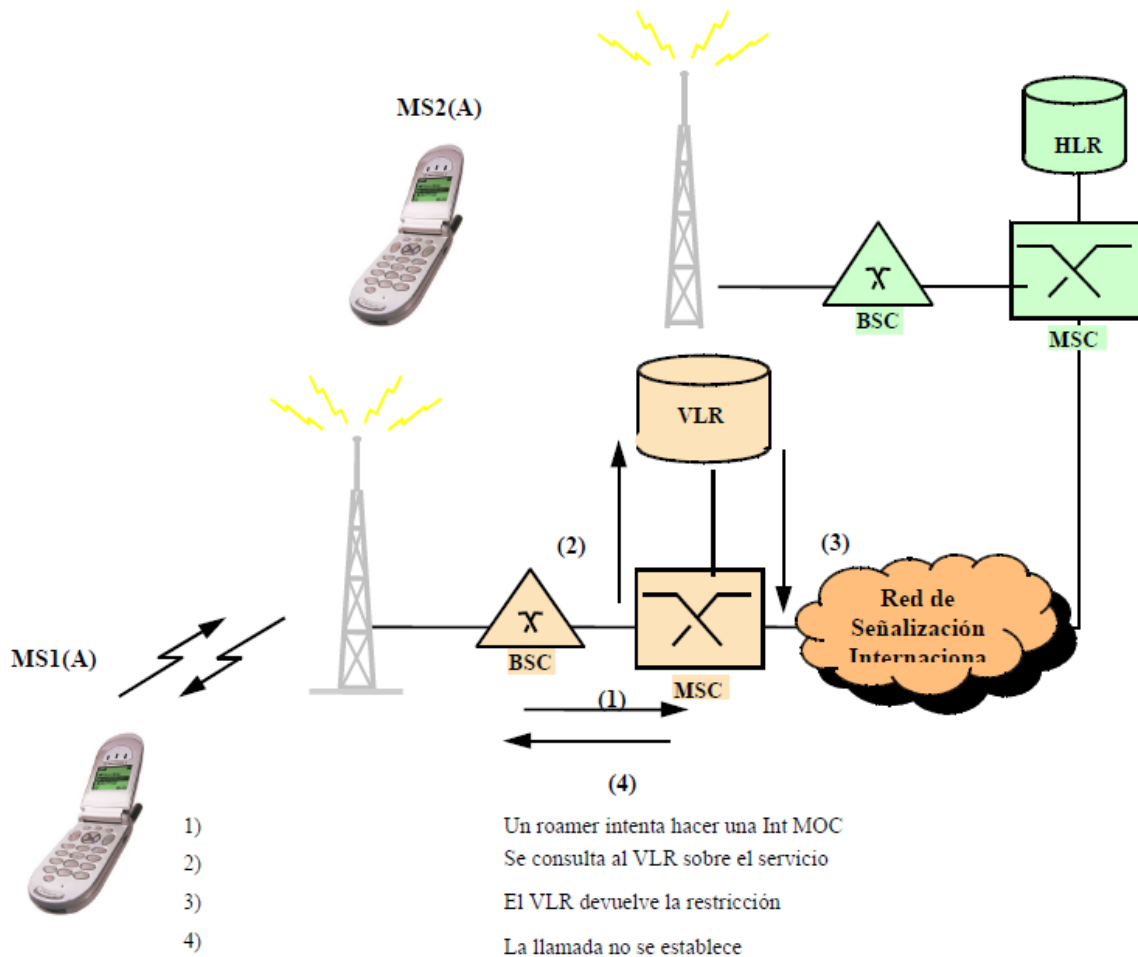 MS2(A)
HLR
BSC
MSC
VLR
(2)
(3)
Red de
Señalización
Internaciona
MS1(A)
BSC
MSC
(1)
(4)
1) Un roamer intenta hacer una Int MOC
2) Se consulta al VLR sobre el servicio
3) El VLR devuelve la restricción
4) La llamada no se establece